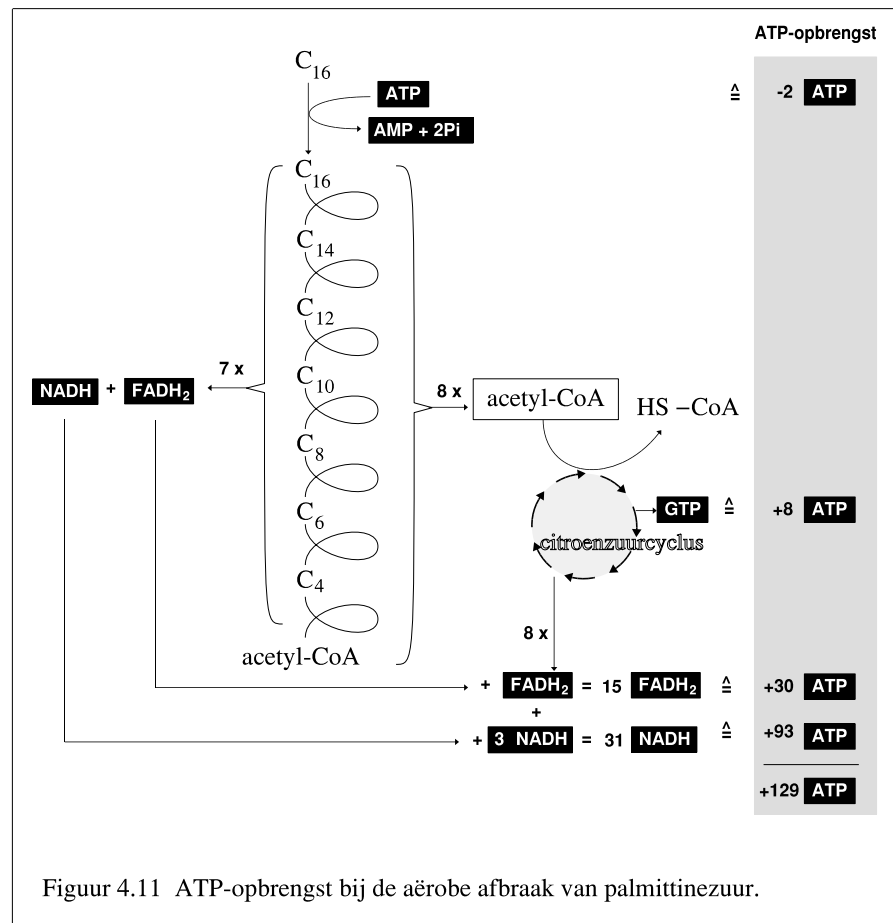 ATP-opbrengst
C16
ATP
≙ -2 ATP
AMP + 2Pi
C16
C14
C12
7 x
NADH + FADH2
C10
8 x
acetyl-CoA
HS –CoA
C8
C6
GTP ≙ +8 ATP
citroenzuurcyclus
C4
8 x
acetyl-CoA
+ FADH2 = 15 FADH2 ≙ +30 ATP
+
+ 3 NADH = 31 NADH ≙ +93 ATP
+129 ATP
Figuur 4.11 ATP-opbrengst bij de aërobe afbraak van palmittinezuur.